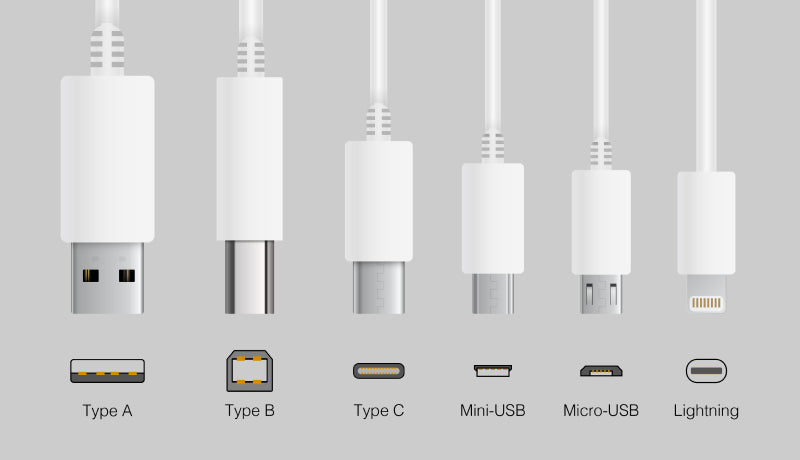 Type A
Type B
Type C
Mini-USB
Micro-USB
Lightning